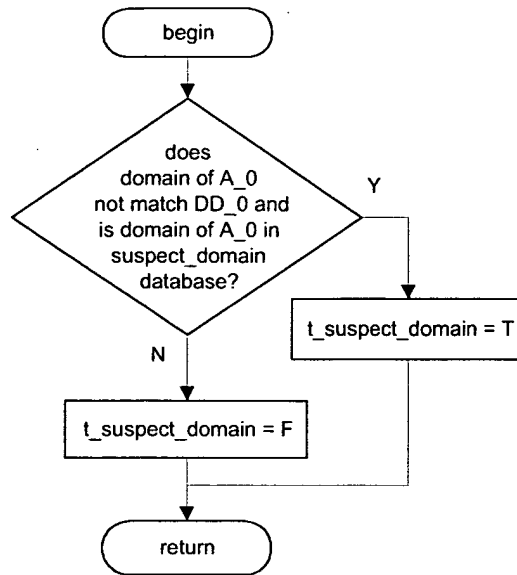 begin
does
domain of A_0
not match DD_0 and
is domain of A_0 in
suspect_domain
database?
Y
N
t_suspect_domain = T
t_suspect_domain = F
return